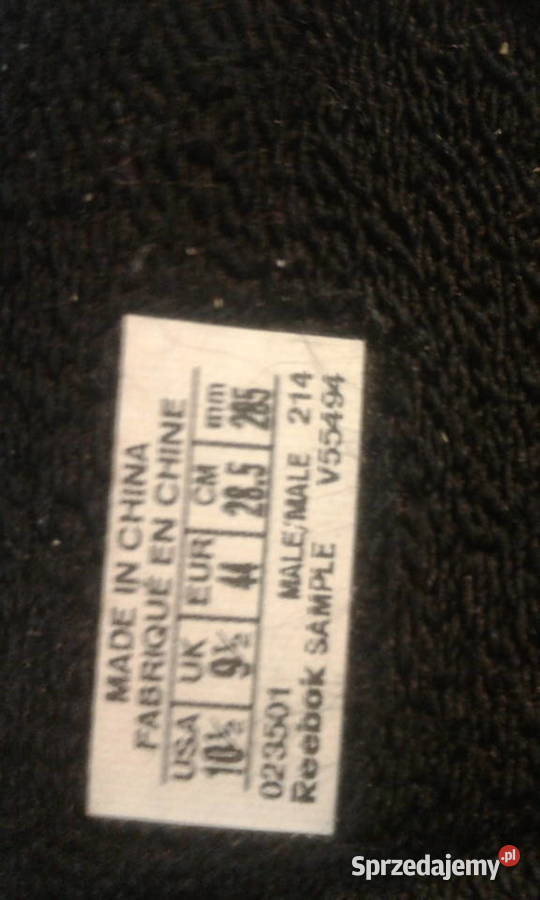 MADE IN CHINA
FABRIQUÉ EN CHINE
USA UK EUR CM mm
10½ 9½ 44 28.5 285
023501 MALE/MALE 214
Reebok SAMPLE V55494
Sprzedajemy.pl